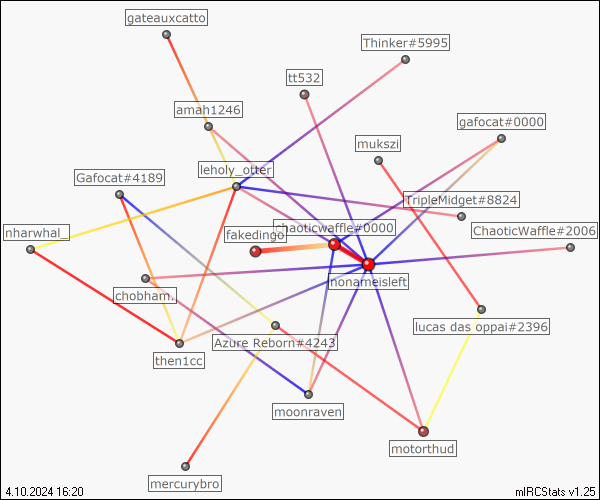 gateauxcatto
Thinker#5995
tt532
amah1246
gafocat#0000
mukszi
Gafocat#4189
leholy_otter
TripleMidget#8824
nharwhal_
fakedingo
chaoticwaffle#0000
ChaoticWaffle#2006
chobham.
nonameisleft
lucas das oppai#2396
then1cc
Azure Reborn#4243
moonraven
motorthud
mercurybro
4.10.2024 16:20
mIRCStats v1.25